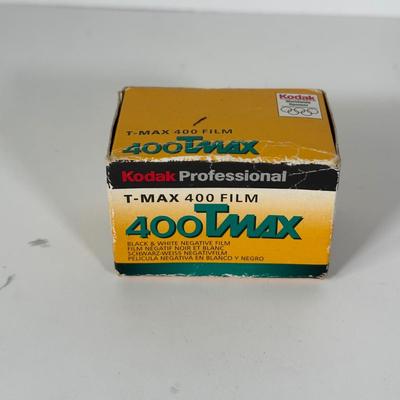 Kodak
T-MAX 400 FILM
400TMAX
Kodak Professional
T-MAX 400 FILM
400TMAX
BLACK & WHITE NEGATIVE FILM
FILM NÉGATIF NOIR ET BLANC
SCHWARZ-WEISS NEGATIVFILM
PELICULA NEGATIVA EN BLANCO Y NEGRO